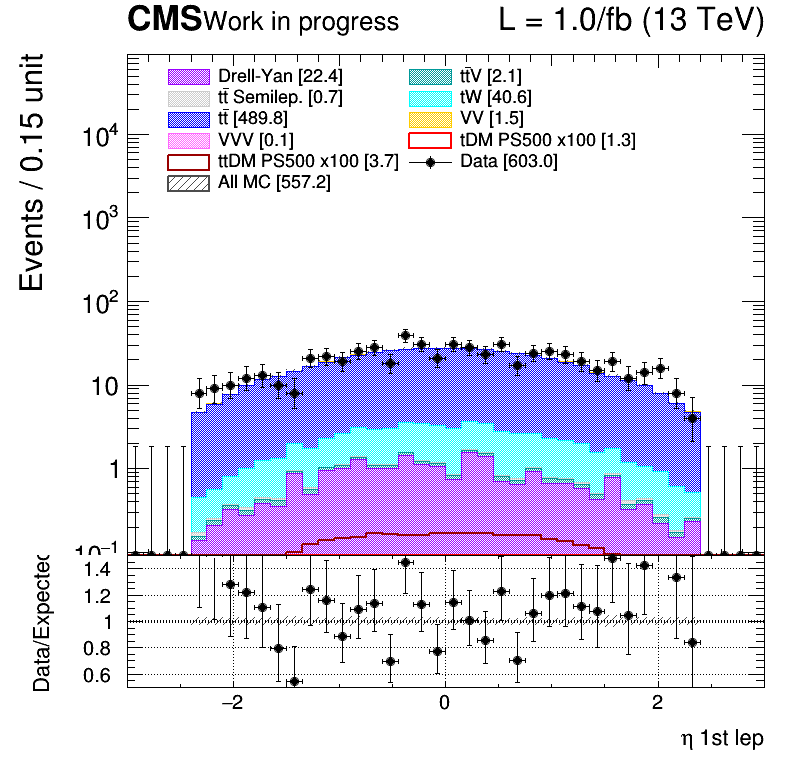 CMS Work in progress L = 1.0/fb (13 TeV)
Events / 0.15 unit
Drell-Yan [22.4] tt̄V [2.1]
tt̄ Semilep. [0.7] tW [40.6]
tt̄ [489.8] VV [1.5]
VVV [0.1] tDM PS500 x100 [1.3]
ttDM PS500 x100 [3.7] Data [603.0]
All MC [557.2]
10⁴
10³
10²
10
1
10⁻¹
Data/Expected
1.4
1.2
1
0.8
0.6
−2 0 2
η 1st lep